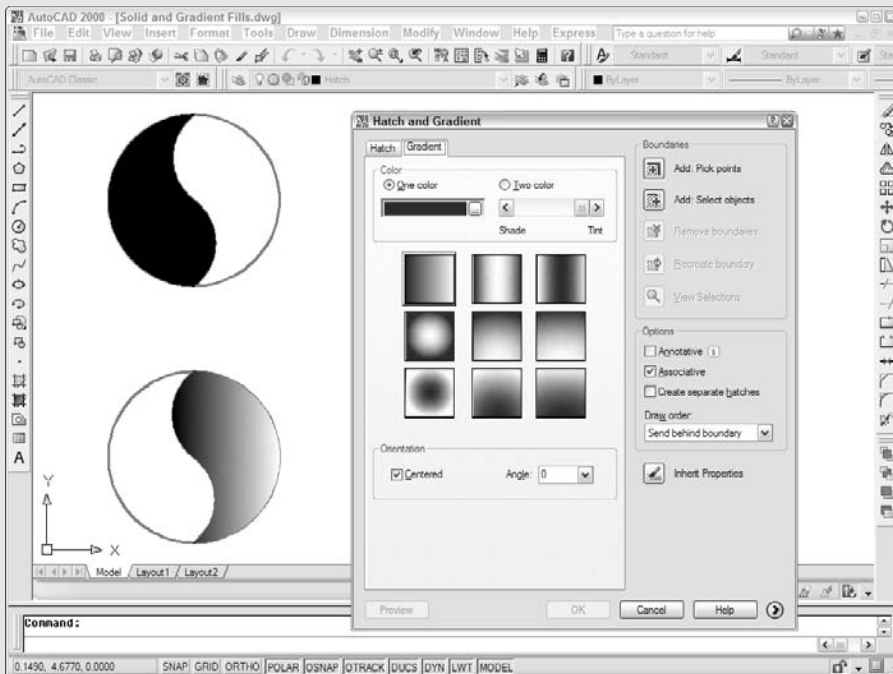 AutoCAD 2008 - [Solid and Gradient Fills.dwg]
File Edit View Insert Format Tools Draw Dimension Modify Window Help Express Type a question for help
Standard Standard
AutoCAD Classic Hatch ByLayer ByLayer
Hatch and Gradient
Hatch Gradient
Color
One color Two color
Shade Tint
Orientation
Centered Angle: 0
Boundaries
Add: Pick points
Add: Select objects
Remove boundaries
Recreate boundary
View Selections
Options
Annotative
Associative
Create separate hatches
Draw order:
Send behind boundary
Inherit Properties
Preview OK Cancel Help
Y
X
A
Model Layout1 Layout2
Command:
0.1490, 4.6770, 0.0000 SNAP GRID ORTHO POLAR OSNAP OTRACK DUCS DYN LWT MODEL